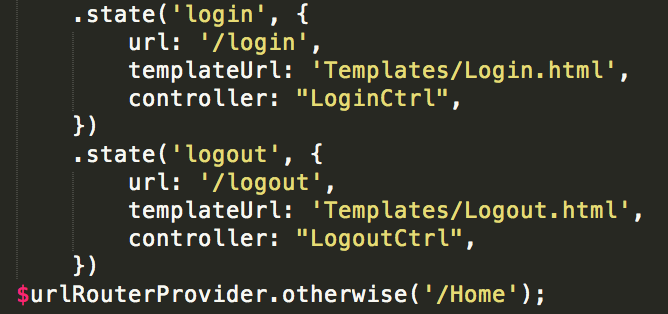 .state('login', {
url: '/login',
templateUrl: 'Templates/Login.html',
controller: "LoginCtrl",
})
.state('logout', {
url: '/logout',
templateUrl: 'Templates/Logout.html',
controller: "LogoutCtrl",
})
$urlRouterProvider.otherwise('/Home');